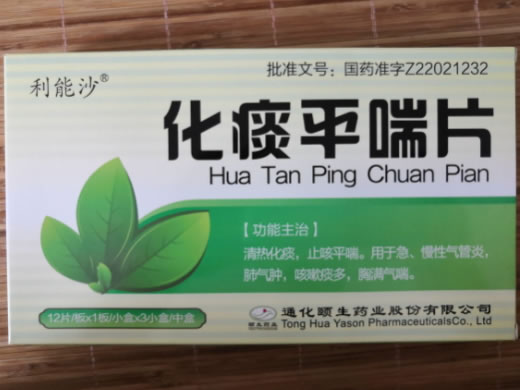 批准文号：国药准字Z22021232
利能沙®
化痰平喘片
Hua Tan Ping Chuan Pian
【功能主治】
清热化痰，止咳平喘。用于急、慢性气管炎，
肺气肿，咳嗽痰多，胸满气喘。
12片/板x1板/小盒x3小盒/中盒
通化颐生药业股份有限公司
Tong Hua Yason PharmaceuticalsCo., Ltd